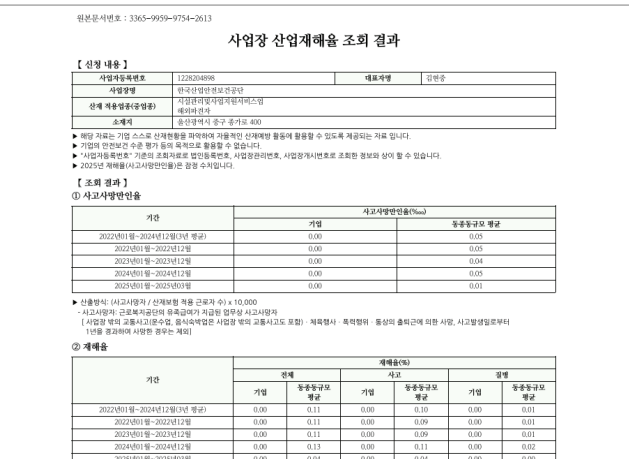 원본문서번호 : 3365-9959-9754-2613
사업장 산업재해율 조회 결과
【 신청 내용 】
사업자등록번호 1228204898 대표자명 김현중
사업장명 한국산업안전보건공단
산재 적용업종(중업종) 시설관리및사업지원서비스업
해외파견자
소재지 울산광역시 중구 종가로 400
▶ 해당 자료는 기업 스스로 산재현황을 파악하여 자율적인 산재예방 활동에 활용할 수 있도록 제공되는 자료 입니다.
▶ 기업의 안전보건 수준 평가 등의 목적으로 활용할 수 없습니다.
▶ "사업자등록번호" 기준의 조회자료로 법인등록번호, 사업장관리번호, 사업장개시번호로 조회한 정보와 상이 할 수 있습니다.
▶ 2025년 재해율(사고사망만인율)은 잠정 수치입니다.
【 조회 결과 】
① 사고사망만인율
기간 사고사망만인율(‱)
기업 동종동규모 평균
2022년01월~2024년12월(3년 평균) 0.00 0.05
2022년01월~2022년12월 0.00 0.05
2023년01월~2023년12월 0.00 0.04
2024년01월~2024년12월 0.00 0.05
2025년01월~2025년03월 0.00 0.01
▶ 산출방식: (사고사망자 / 산재보험 적용 근로자 수) x 10,000
- 사고사망자: 근로복지공단의 유족급여가 지급된 업무상 사고사망자
[ 사업장 밖의 교통사고(운수업, 음식숙박업은 사업장 밖의 교통사고도 포함)ㆍ체육행사ㆍ폭력행위ㆍ통상의 출퇴근에 의한 사망, 사고발생일로부터
1년을 경과하여 사망한 경우는 제외]
② 재해율
기간 재해율(%)
전체 사고 질병
기업 동종동규모 평균 기업 동종동규모 평균 기업 동종동규모 평균
2022년01월~2024년12월(3년 평균) 0.00 0.11 0.00 0.10 0.00 0.01
2022년01월~2022년12월 0.00 0.11 0.00 0.09 0.00 0.01
2023년01월~2023년12월 0.00 0.11 0.00 0.09 0.00 0.01
2024년01월~2024년12월 0.00 0.13 0.00 0.11 0.00 0.02
2025년01월~2025년03월 0.00 0.04 0.00 0.04 0.00 0.00